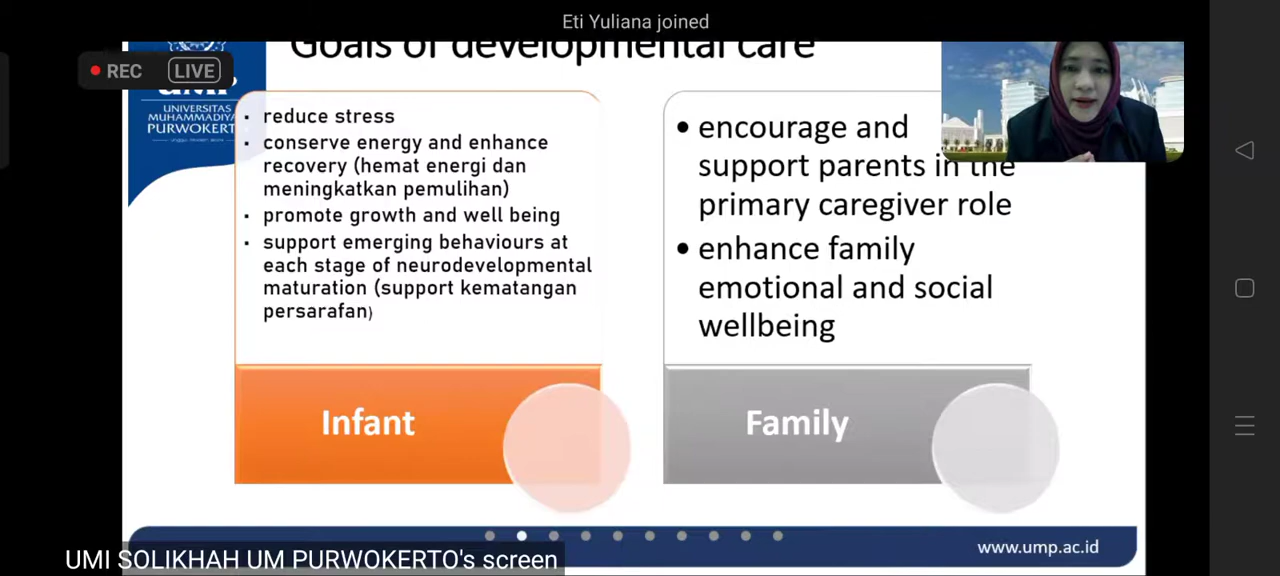 Eti Yuliana joined
Goals of developmental care
REC LIVE
UNIVERSITAS
MUHAMMADIYA
PURWOKERT
• reduce stress
• conserve energy and enhance
recovery (hemat energi dan
meningkatkan pemulihan)
• promote growth and well being
• support emerging behaviours at
each stage of neurodevelopmental
maturation (support kematangan
persarafan)
Infant
• encourage and
support parents in the
primary caregiver role
• enhance family
emotional and social
wellbeing
Family
www.ump.ac.id
UMI SOLIKHAH UM PURWOKERTO's screen